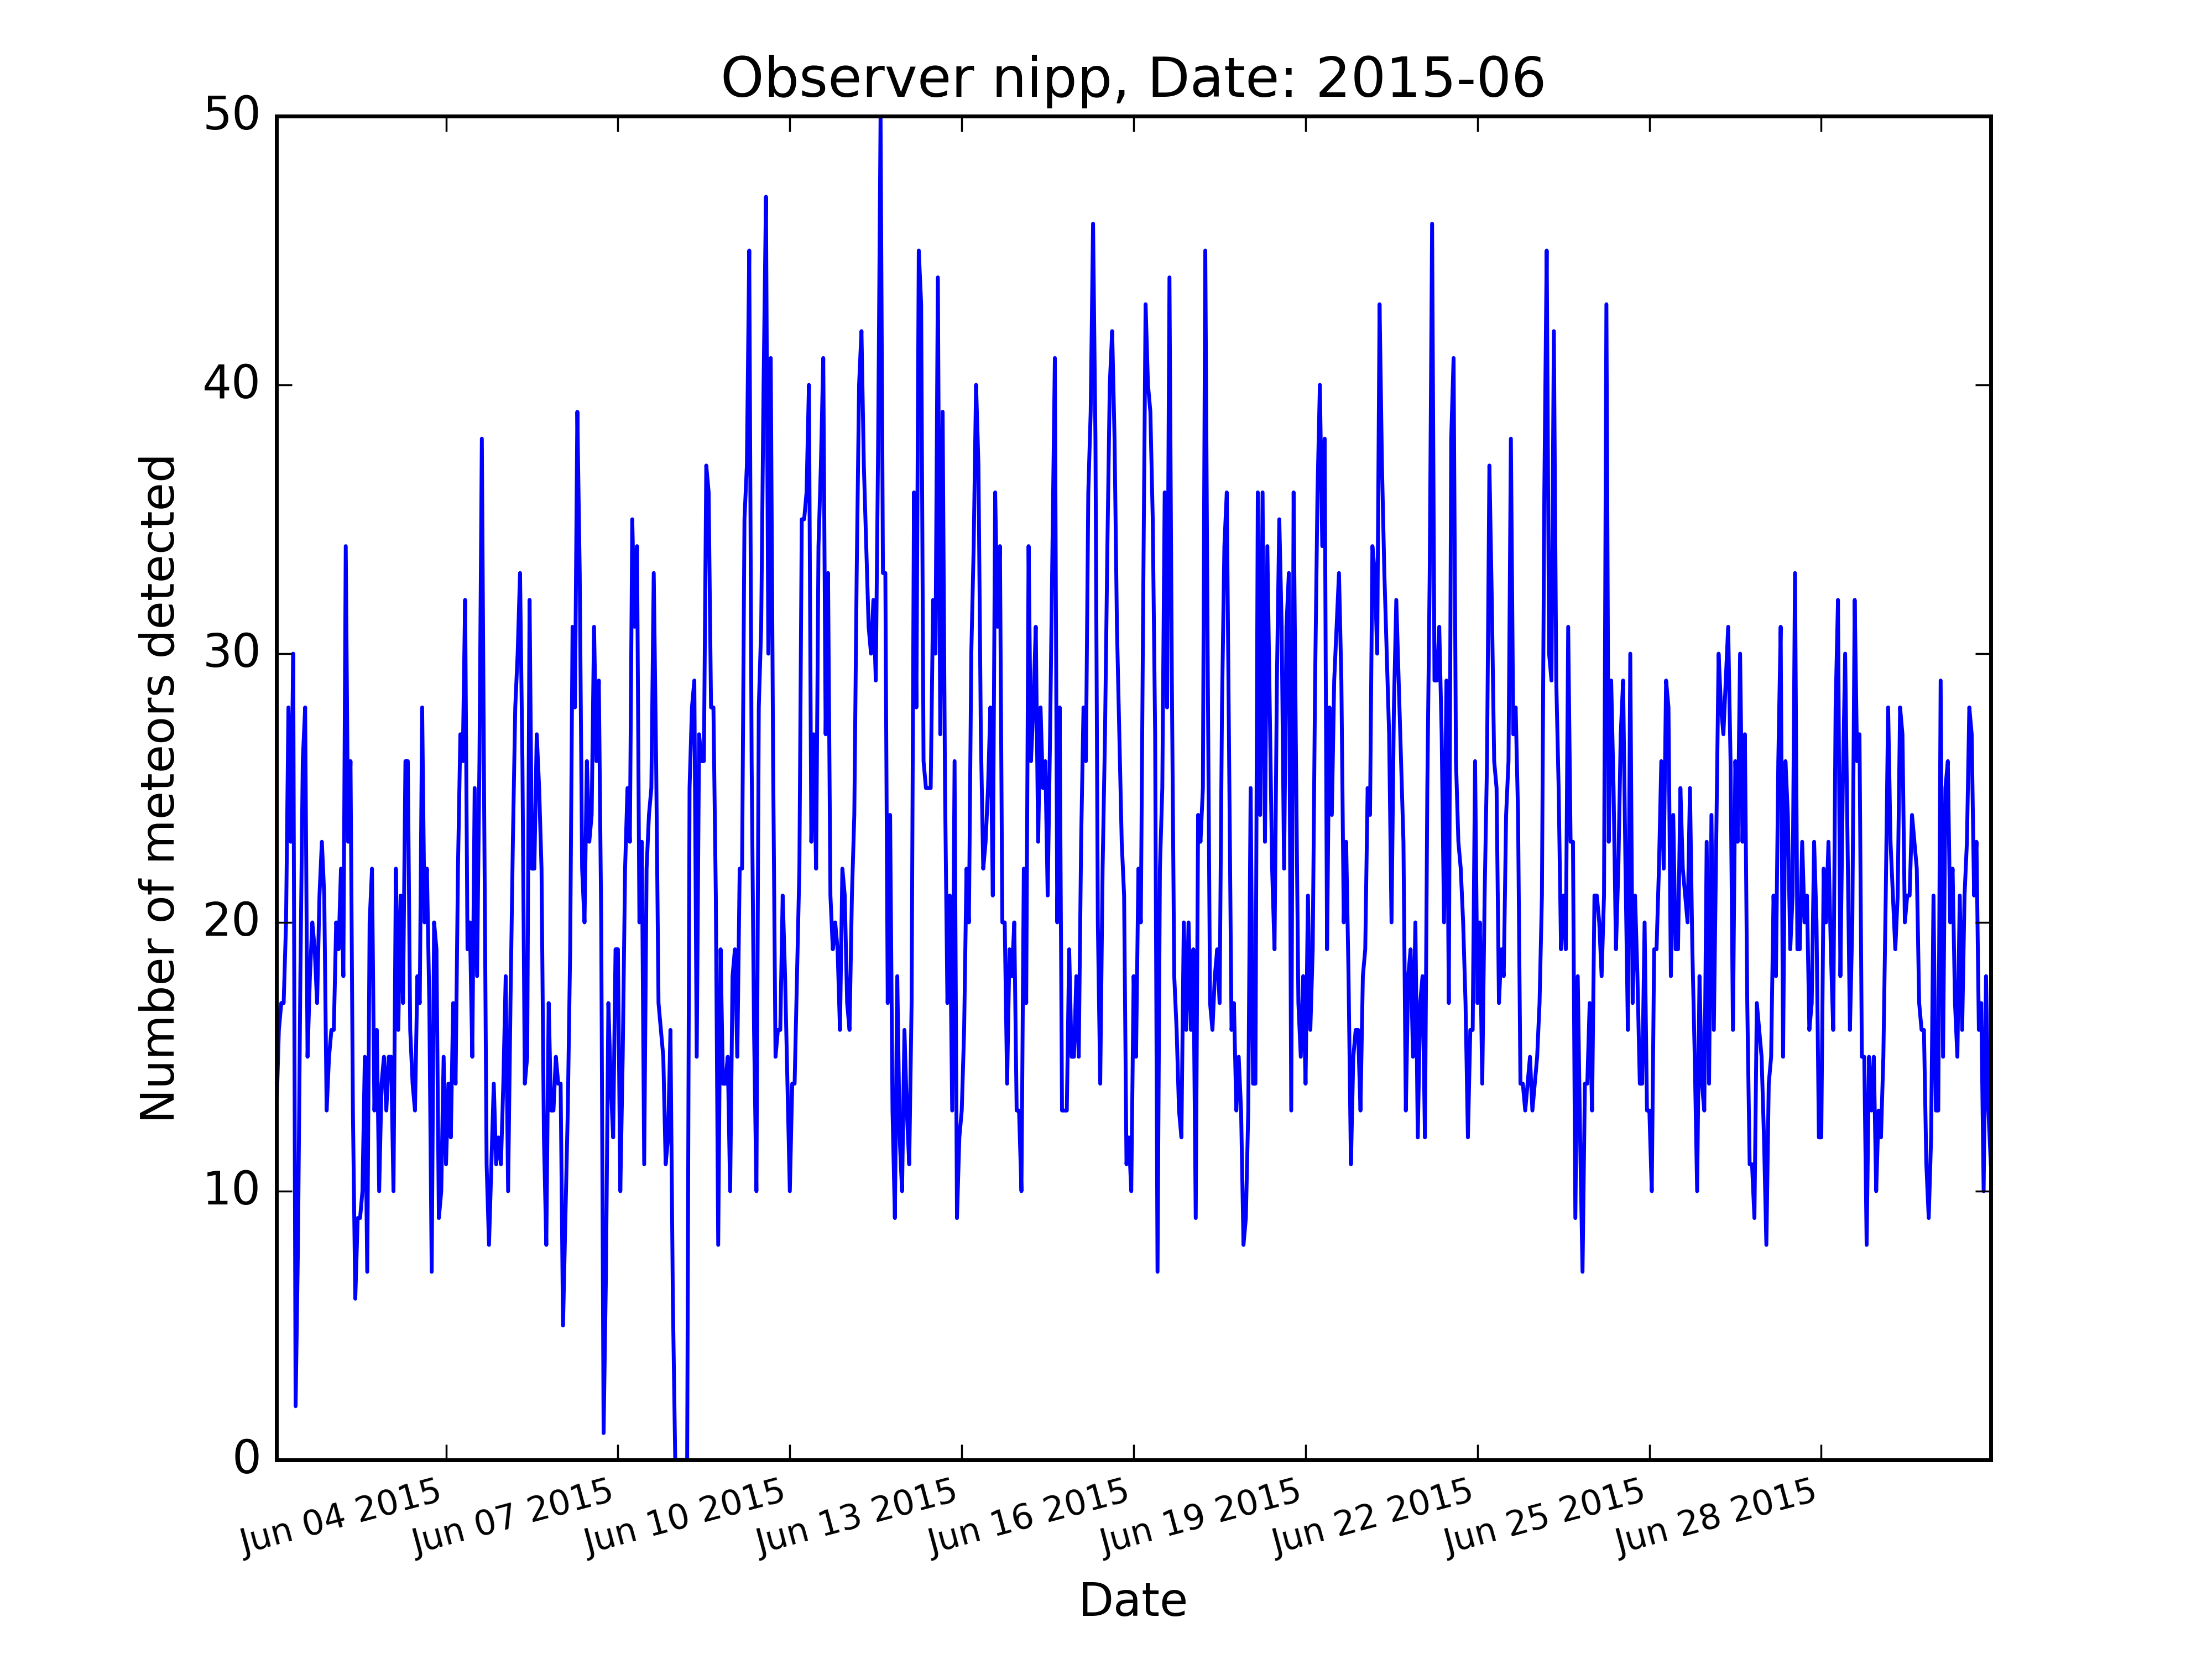 Observer nipp, Date: 2015-06
50
40
30
20
10
0
Number of meteors detected
Jun 04 2015
Jun 07 2015
Jun 10 2015
Jun 13 2015
Jun 16 2015
Jun 19 2015
Jun 22 2015
Jun 25 2015
Jun 28 2015
Date